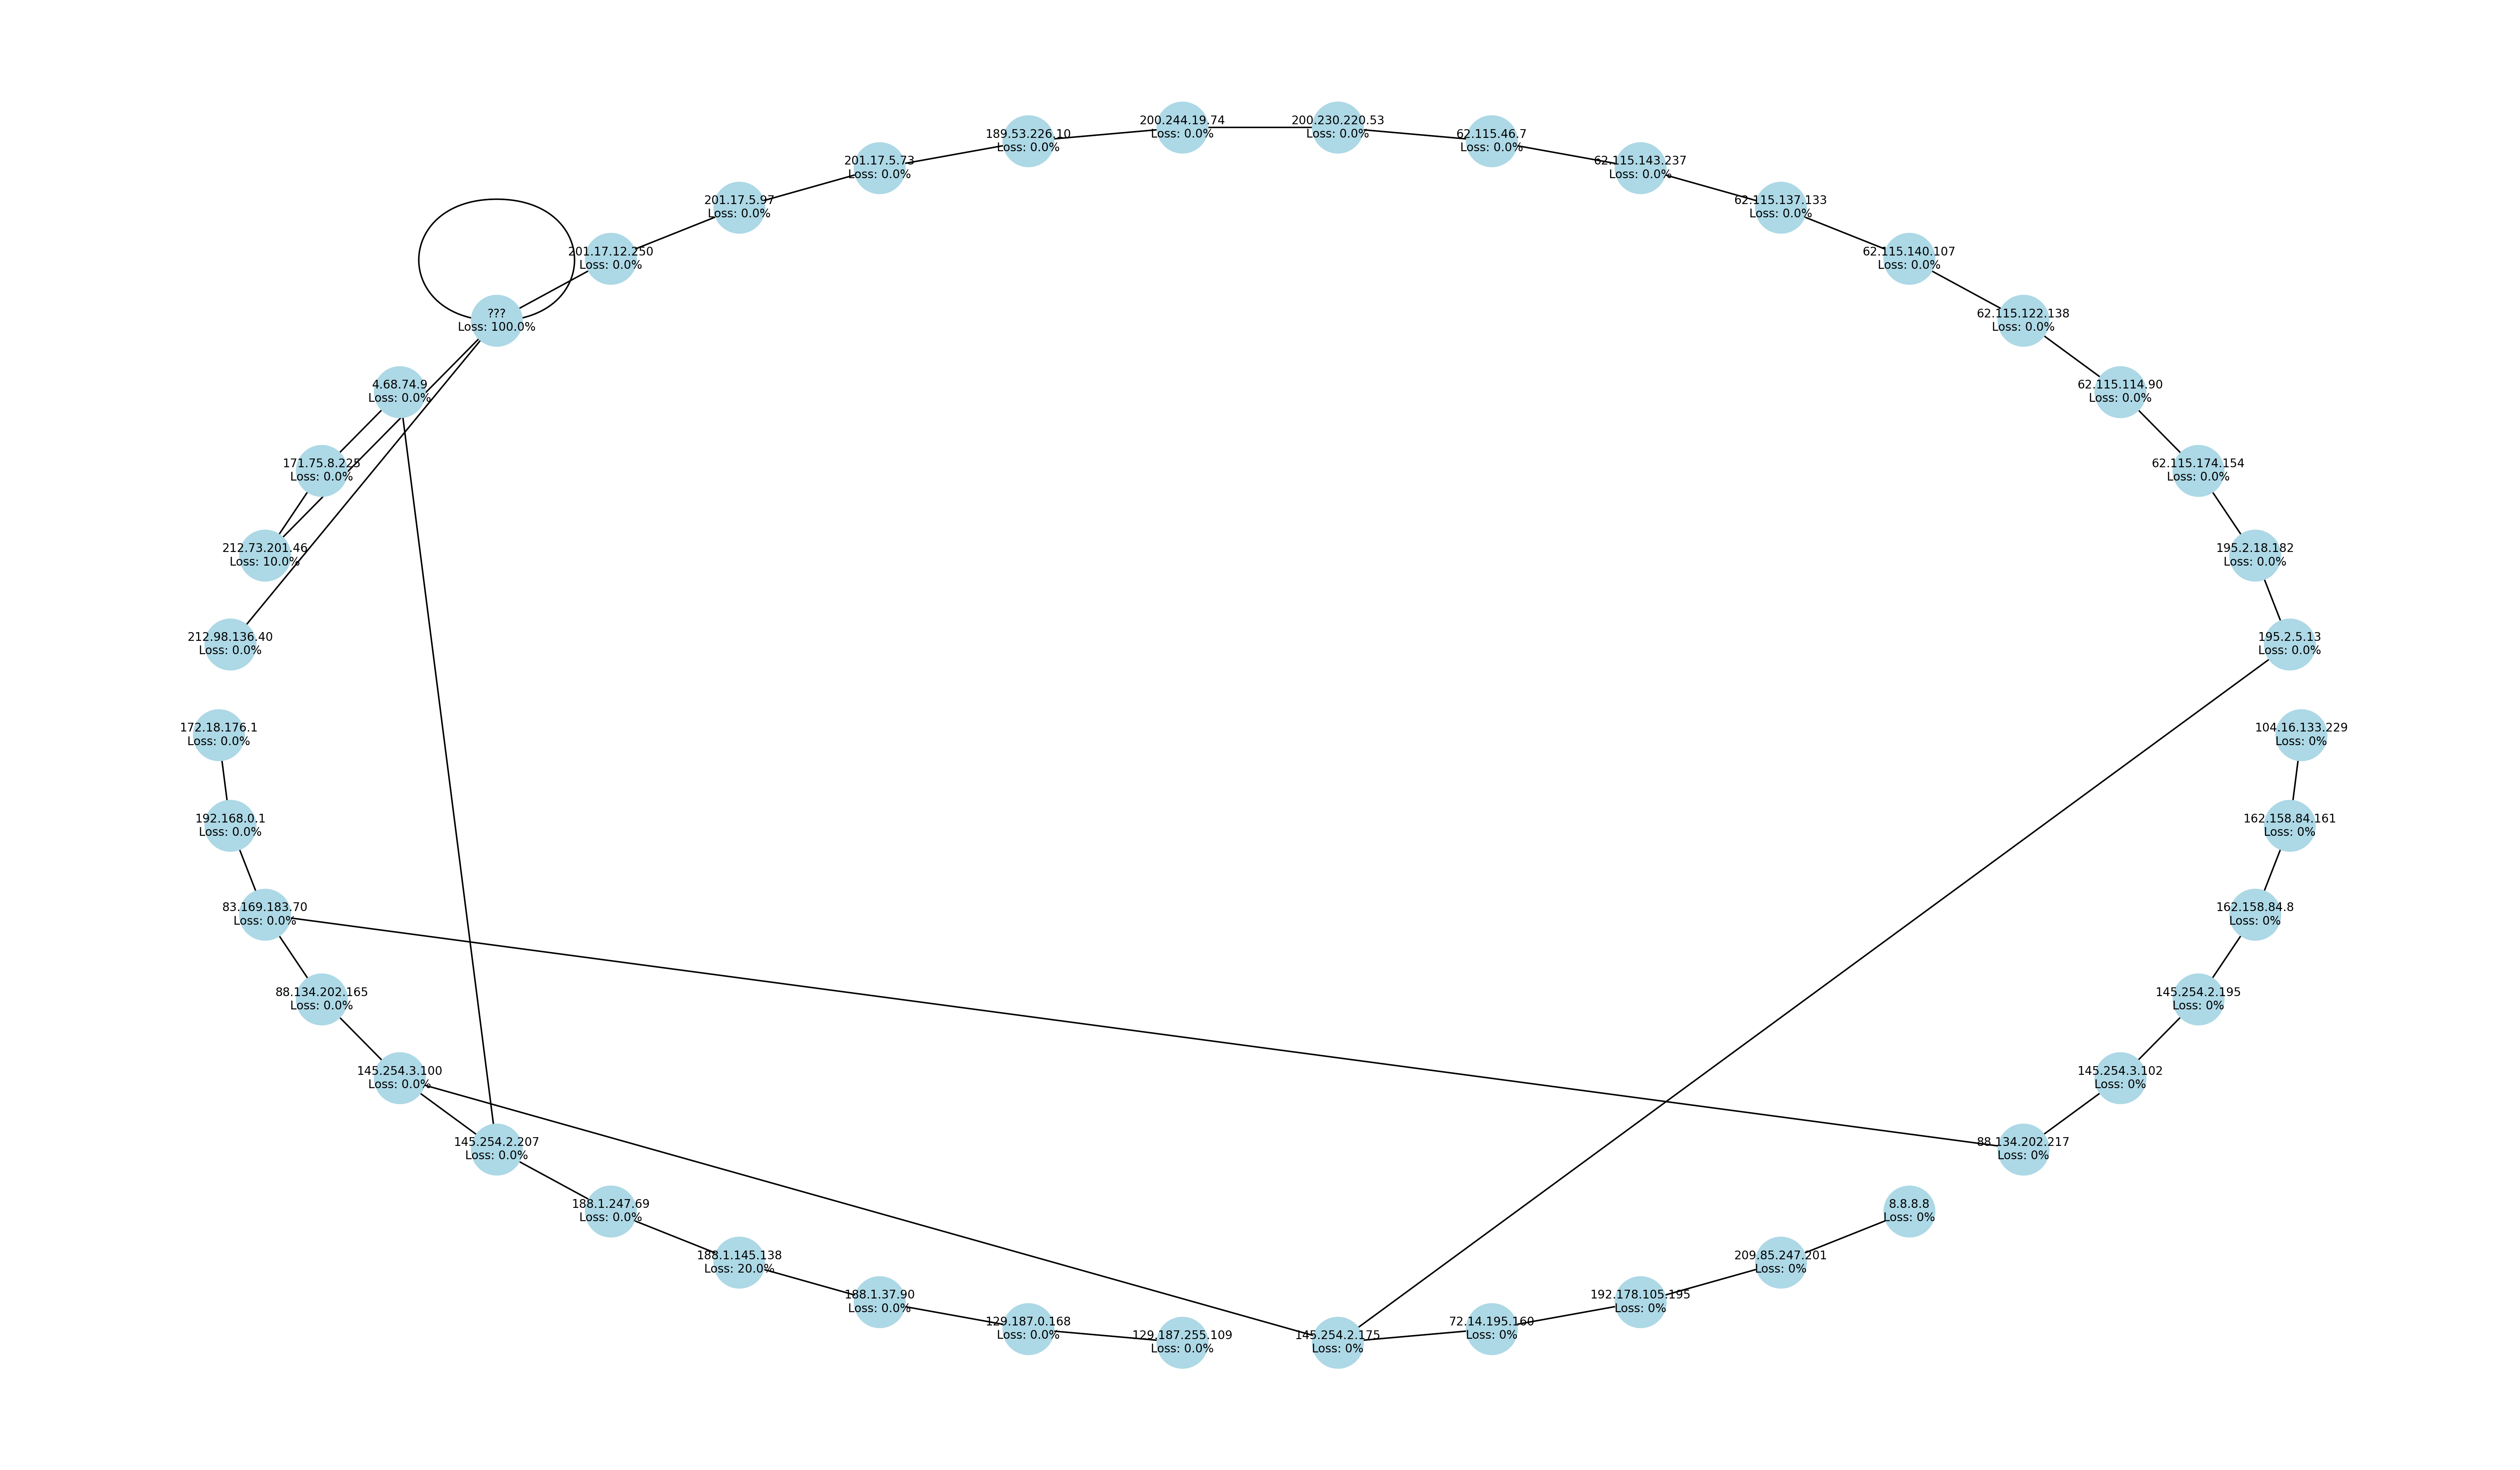 200.244.19.74
Loss: 0.0%
200.230.220.53
Loss: 0.0%
189.53.226.10
Loss: 0.0%
62.115.46.7
Loss: 0.0%
201.17.5.73
Loss: 0.0%
62.115.143.237
Loss: 0.0%
201.17.5.97
Loss: 0.0%
62.115.137.133
Loss: 0.0%
201.17.12.250
Loss: 0.0%
62.115.140.107
Loss: 0.0%
???
Loss: 100.0%
62.115.122.138
Loss: 0.0%
4.68.74.9
Loss: 0.0%
62.115.114.90
Loss: 0.0%
171.75.8.225
Loss: 0.0%
62.115.174.154
Loss: 0.0%
212.73.201.46
Loss: 10.0%
195.2.18.182
Loss: 0.0%
212.98.136.40
Loss: 0.0%
195.2.5.13
Loss: 0.0%
172.18.176.1
Loss: 0.0%
104.16.133.229
Loss: 0%
192.168.0.1
Loss: 0.0%
162.158.84.161
Loss: 0%
83.169.183.70
Loss: 0.0%
162.158.84.8
Loss: 0%
88.134.202.165
Loss: 0.0%
145.254.2.195
Loss: 0%
145.254.3.100
Loss: 0.0%
145.254.3.102
Loss: 0%
145.254.2.207
Loss: 0.0%
88.134.202.217
Loss: 0%
188.1.247.69
Loss: 0.0%
8.8.8.8
Loss: 0%
188.1.145.138
Loss: 20.0%
209.85.247.201
Loss: 0%
188.1.37.90
Loss: 0.0%
192.178.105.195
Loss: 0%
129.187.0.168
Loss: 0.0%
72.14.195.160
Loss: 0%
129.187.255.109
Loss: 0.0%
145.254.2.175
Loss: 0%